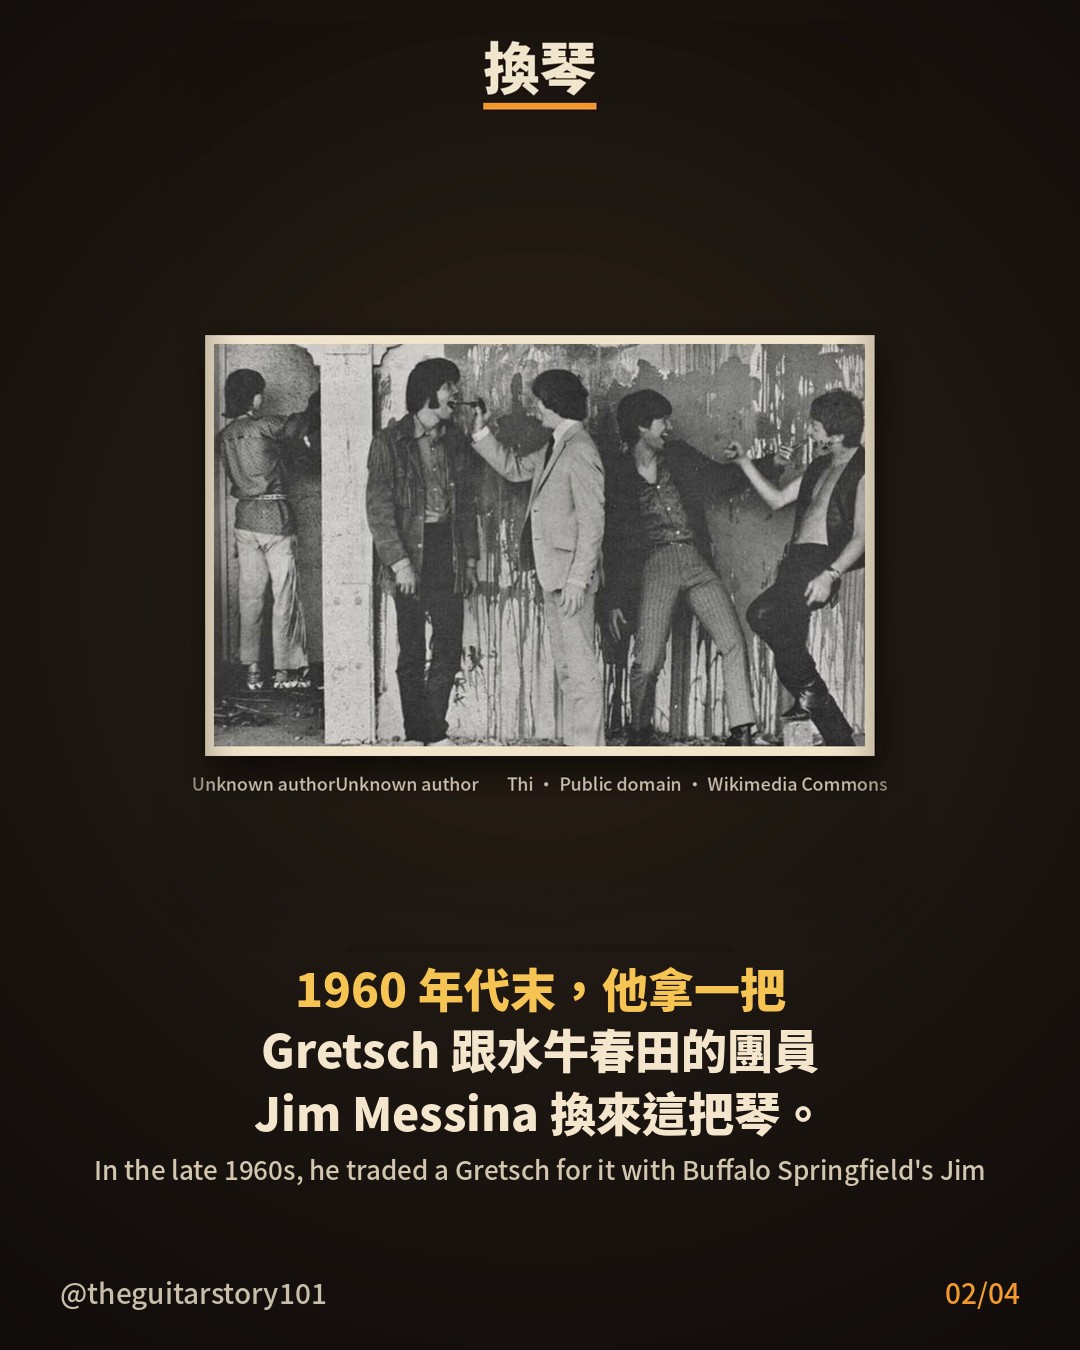 換琴
Unknown authorUnknown author Thi • Public domain • Wikimedia Commons
1960 年代末，他拿一把
Gretsch 跟水牛春田的團員
Jim Messina 換來這把琴。
In the late 1960s, he traded a Gretsch for it with Buffalo Springfield's Jim
@theguitarstory101
02/04